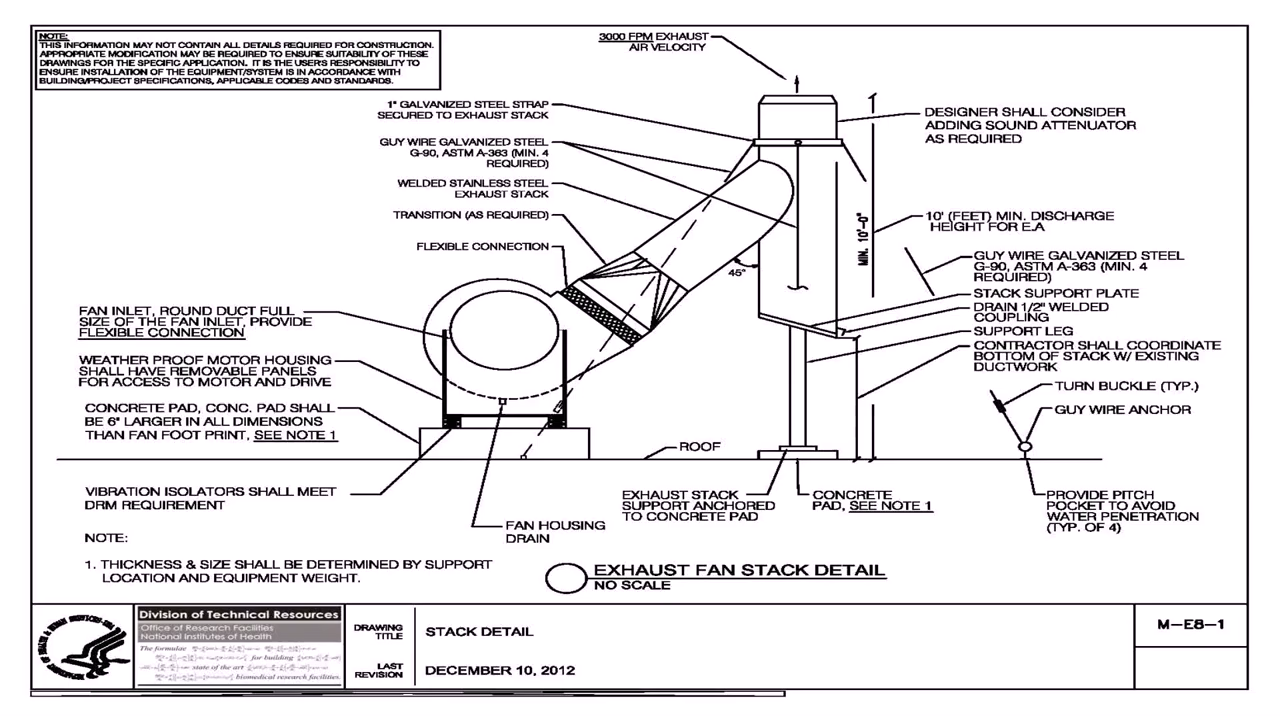 NOTE:
THIS INFORMATION MAY NOT CONTAIN ALL DETAILS REQUIRED FOR CONSTRUCTION.
APPROPRIATE MODIFICATION MAY BE REQUIRED TO ENSURE SUITABILITY OF THESE
DRAWINGS FOR THE SPECIFIC APPLICATION. IT IS THE USER'S RESPONSIBILITY TO
ENSURE INSTALLATION OF THE EQUIPMENT/SYSTEM IS IN ACCORDANCE WITH
BUILDING/PROJECT SPECIFICATIONS, APPLICABLE CODES AND STANDARDS.
3000 FPM EXHAUST
AIR VELOCITY
1" GALVANIZED STEEL STRAP
SECURED TO EXHAUST STACK
GUY WIRE GALVANIZED STEEL
G-90, ASTM A-363 (MIN. 4
REQUIRED)
WELDED STAINLESS STEEL
EXHAUST STACK
TRANSITION (AS REQUIRED)
FLEXIBLE CONNECTION
DESIGNER SHALL CONSIDER
ADDING SOUND ATTENUATOR
AS REQUIRED
MIN. 10'-0"
10' (FEET) MIN. DISCHARGE
HEIGHT FOR E.A
45°
GUY WIRE GALVANIZED STEEL
G-90, ASTM A-363 (MIN. 4
REQUIRED)
STACK SUPPORT PLATE
DRAIN 1/2" WELDED
COUPLING
SUPPORT LEG
CONTRACTOR SHALL COORDINATE
BOTTOM OF STACK W/ EXISTING
DUCTWORK
TURN BUCKLE (TYP.)
GUY WIRE ANCHOR
FAN INLET, ROUND DUCT FULL
SIZE OF THE FAN INLET, PROVIDE
FLEXIBLE CONNECTION
WEATHER PROOF MOTOR HOUSING
SHALL HAVE REMOVABLE PANELS
FOR ACCESS TO MOTOR AND DRIVE
CONCRETE PAD, CONC. PAD SHALL
BE 6" LARGER IN ALL DIMENSIONS
THAN FAN FOOT PRINT, SEE NOTE 1
ROOF
VIBRATION ISOLATORS SHALL MEET
DRM REQUIREMENT
FAN HOUSING
DRAIN
EXHAUST STACK
SUPPORT ANCHORED
TO CONCRETE PAD
CONCRETE
PAD, SEE NOTE 1
PROVIDE PITCH
POCKET TO AVOID
WATER PENETRATION
(TYP. OF 4)
NOTE:
1. THICKNESS & SIZE SHALL BE DETERMINED BY SUPPORT
LOCATION AND EQUIPMENT WEIGHT.
EXHAUST FAN STACK DETAIL
NO SCALE
Division of Technical Resources
Office of Research Facilities
National Institutes of Health
The formulae
for building
state of the art
biomedical research facilities.
DRAWING
TITLE
STACK DETAIL
LAST
REVISION
DECEMBER 10, 2012
M-E8-1